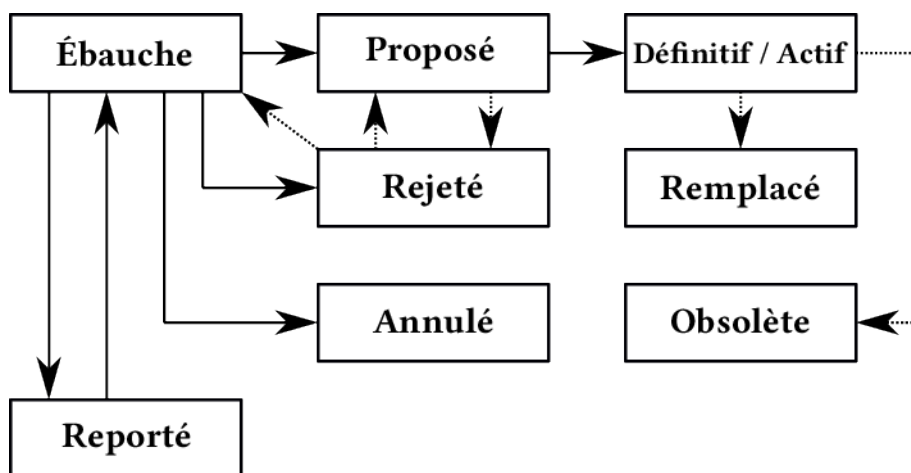 Ébauche
Proposé
Définitif / Actif
Rejeté
Remplacé
Annulé
Obsolète
Reporté